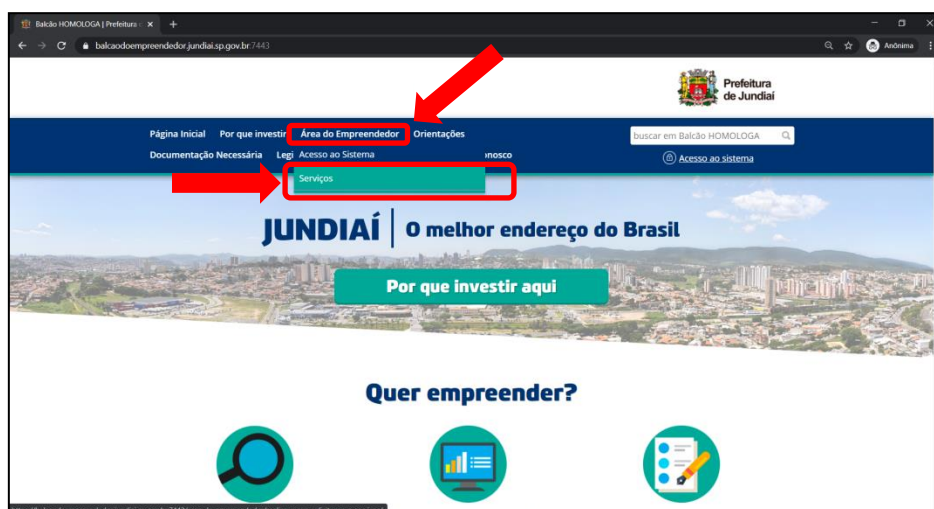 Balcão HOMOLOGA | Prefeitura
balcaodoempreendedor.jundiai.sp.gov.br:7443
Anônima
Prefeitura
de Jundiaí
Página Inicial Por que investir Área do Empreendedor Orientações
buscar em Balcão HOMOLOGA
Documentação Necessária Legi Acesso ao Sistema onosco
Acesso ao sistema
Serviços
JUNDIAÍ | O melhor endereço do Brasil
Por que investir aqui
Quer empreender?